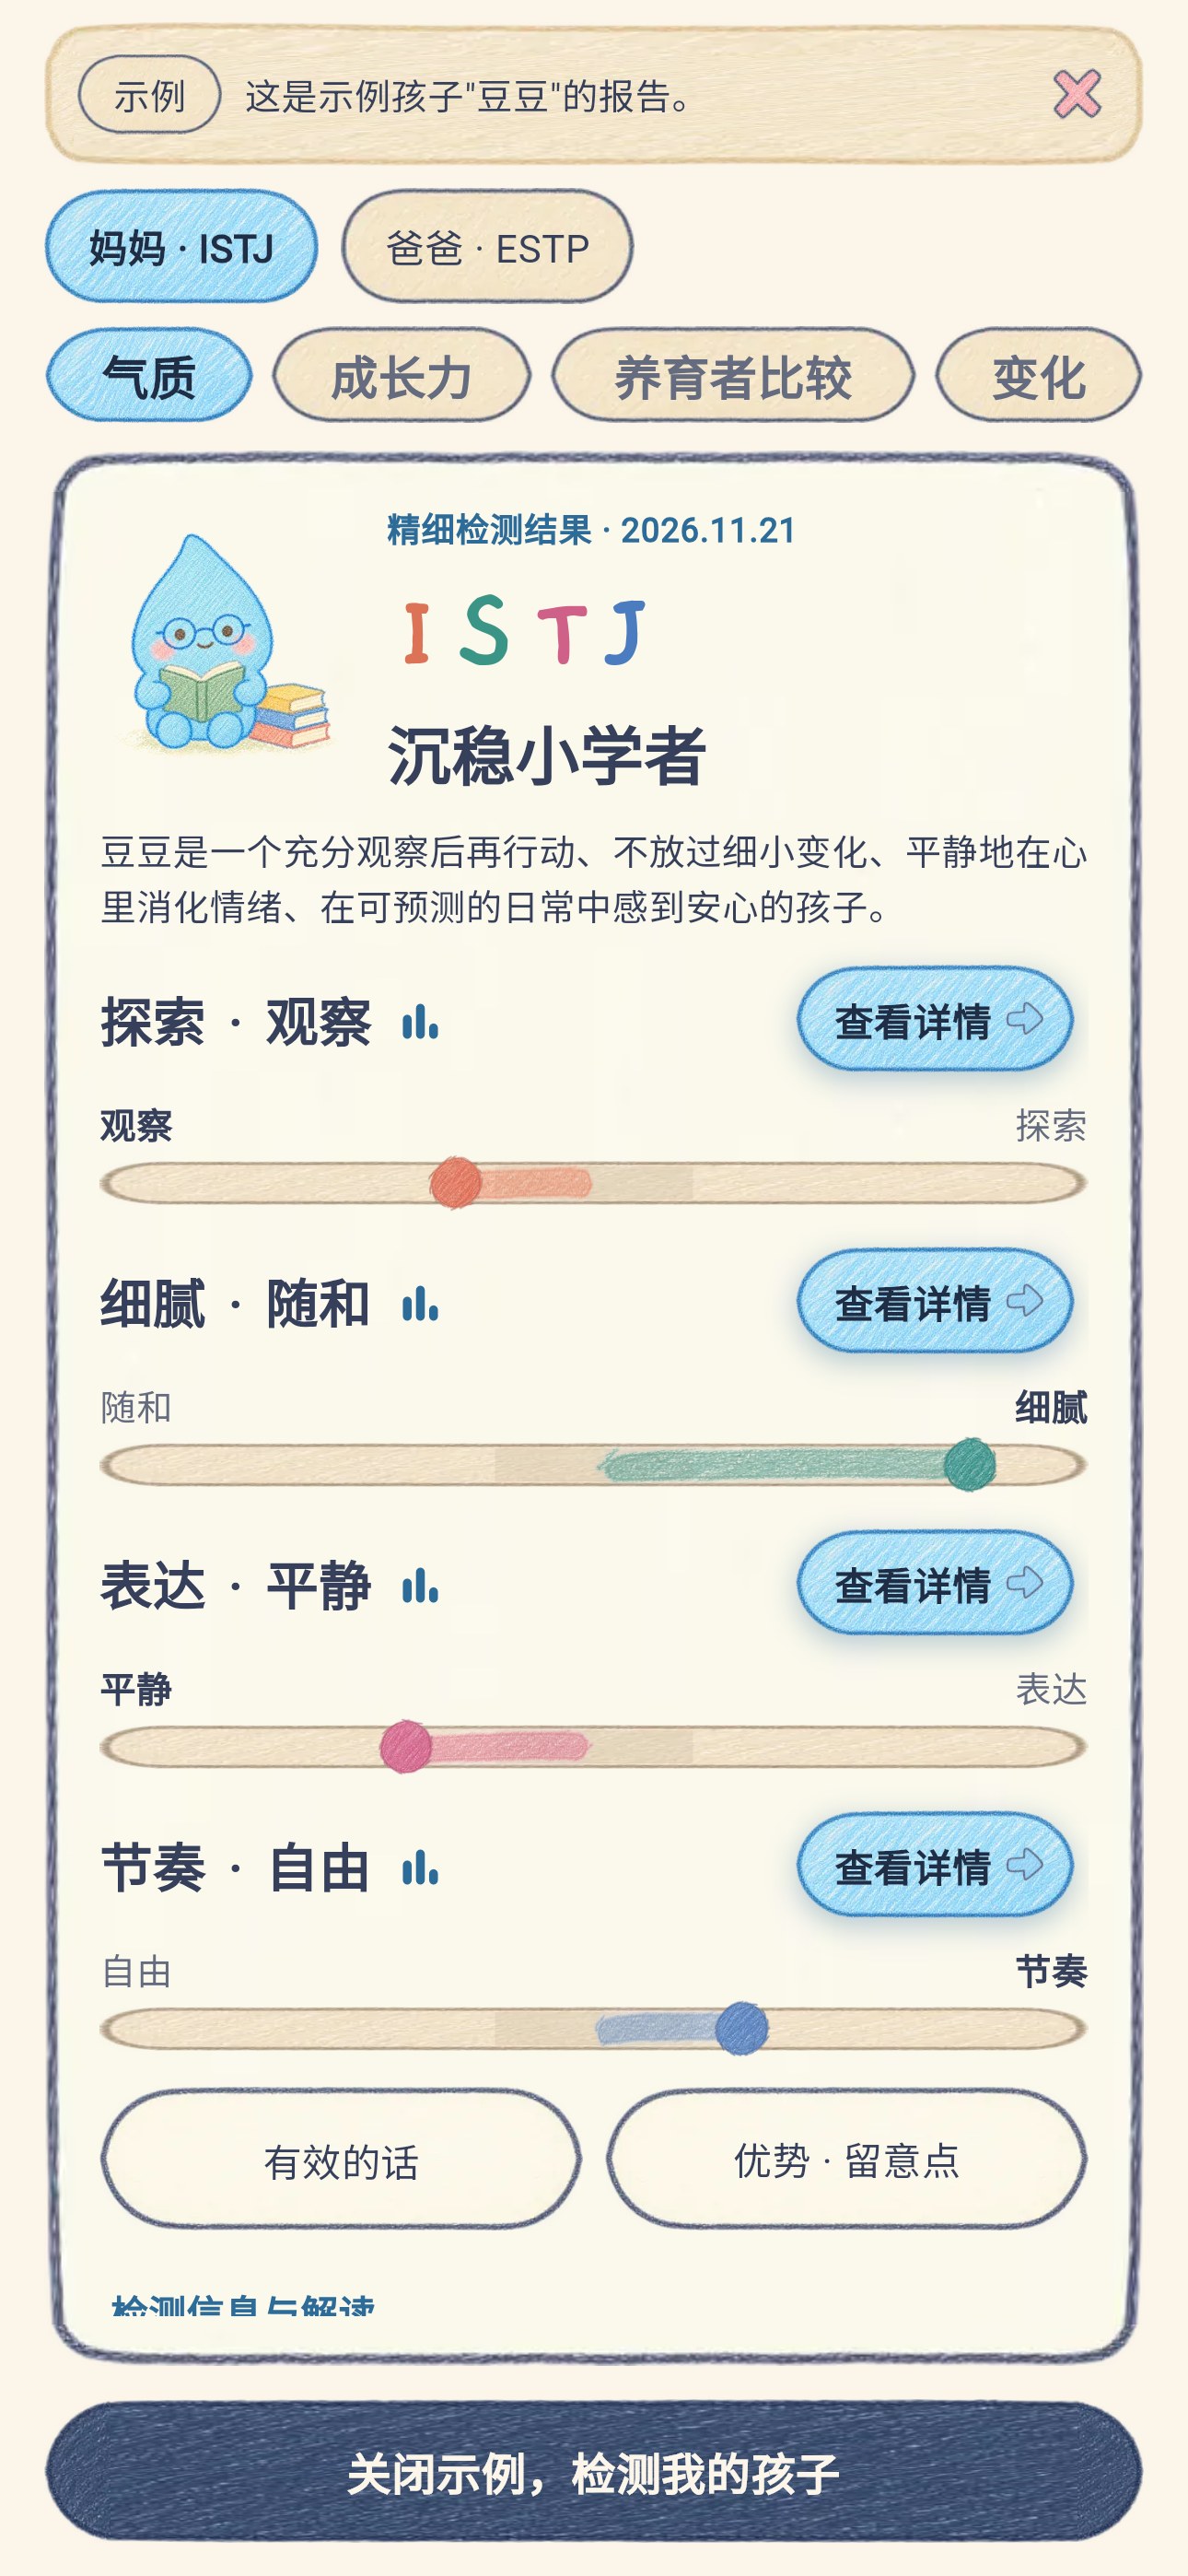 示例
这是示例孩子"豆豆"的报告。
妈妈 · ISTJ
爸爸 · ESTP
气质
成长力
养育者比较
变化
精细检测结果 · 2026.11.21
ISTJ
沉稳小学者
豆豆是一个充分观察后再行动、不放过细小变化、平静地在心
里消化情绪、在可预测的日常中感到安心的孩子。
探索 · 观察
查看详情
观察
探索
细腻 · 随和
查看详情
随和
细腻
表达 · 平静
查看详情
平静
表达
节奏 · 自由
查看详情
自由
节奏
有效的话
优势 · 留意点
检测信息与解读
关闭示例，检测我的孩子